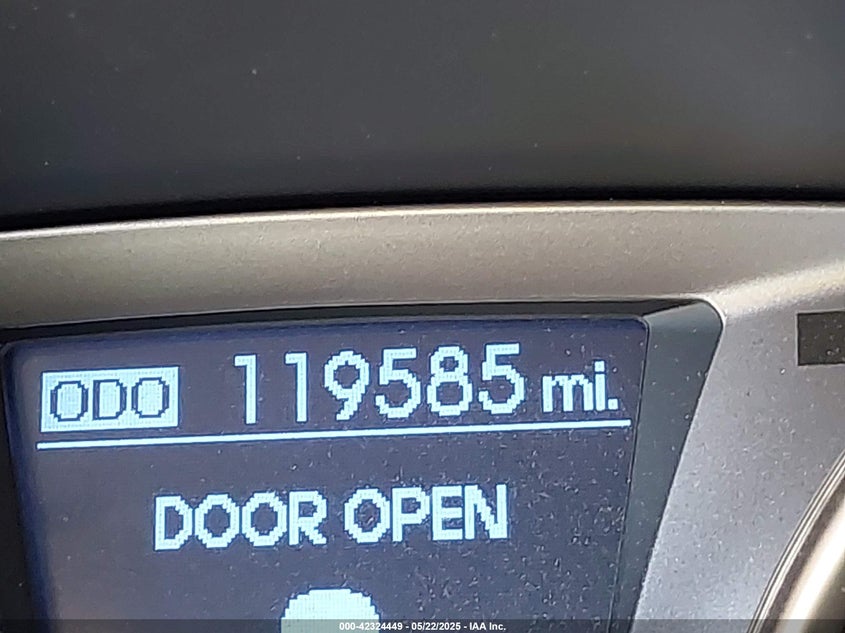 ODO 119585 mi.
DOOR OPEN
000-42324449 - 05/22/2025 - IAA Inc.